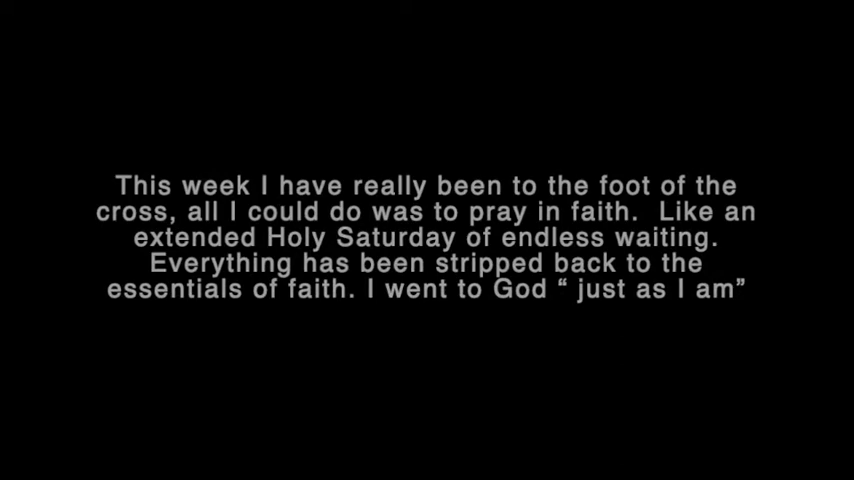 This week I have really been to the foot of the
cross, all I could do was to pray in faith.  Like an
extended Holy Saturday of endless waiting.
Everything has been stripped back to the
essentials of faith. I went to God “ just as I am”